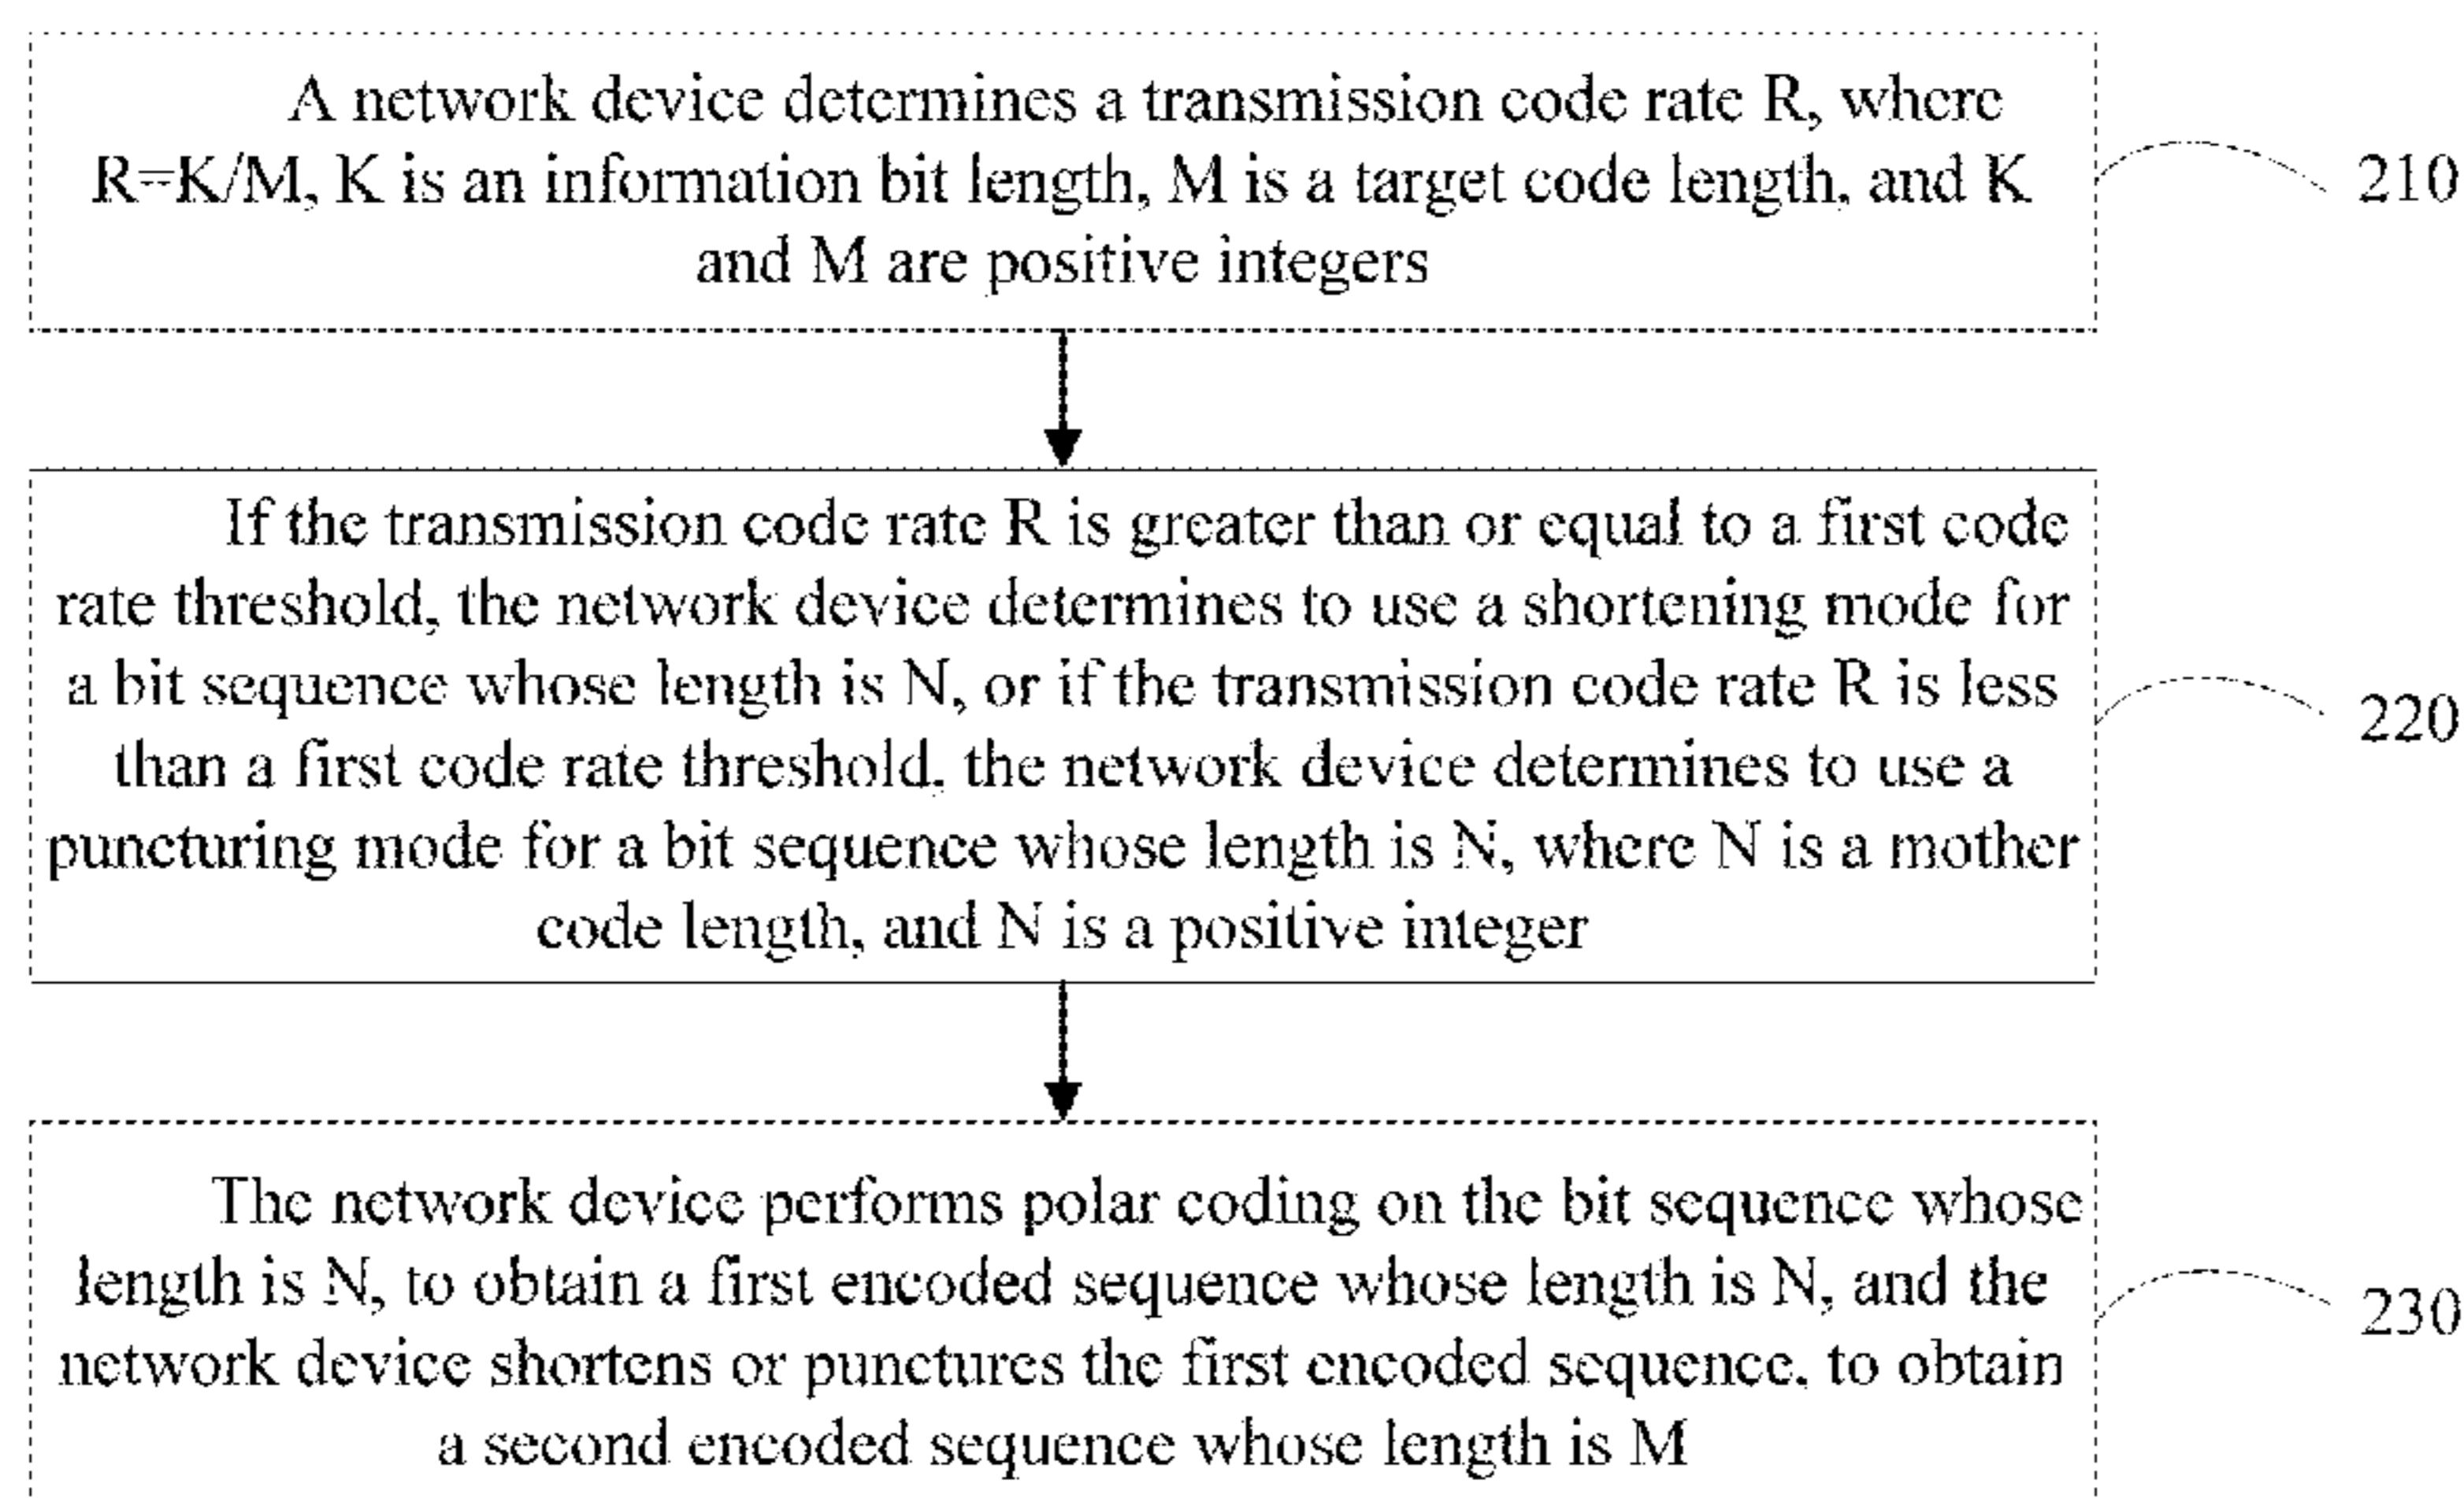 A network device determines a transmission code rate R, where
R=K/M, K is an information bit length, M is a target code length, and K
and M are positive integers
210
If the transmission code rate R is greater than or equal to a first code
rate threshold, the network device determines to use a shortening mode for
a bit sequence whose length is N, or if the transmission code rate R is less
than a first code rate threshold, the network device determines to use a
puncturing mode for a bit sequence whose length is N, where N is a mother
code length, and N is a positive integer
220
The network device performs polar coding on the bit sequence whose
length is N, to obtain a first encoded sequence whose length is N, and the
network device shortens or punctures the first encoded sequence, to obtain
a second encoded sequence whose length is M
230